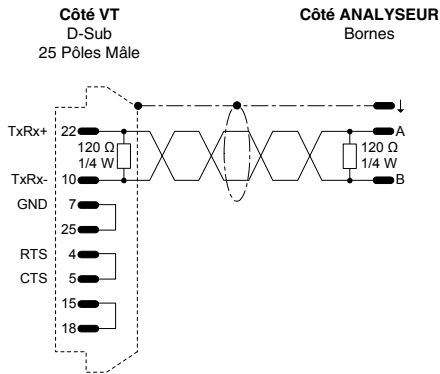 Côté VT
D-Sub
25 Pôles Mâle
Côté ANALYSEUR
Bornes
TxRx+ 22
A
120 Ω
1/4 W
120 Ω
1/4 W
TxRx- 10
B
GND 7
25
RTS 4
CTS 5
15
18